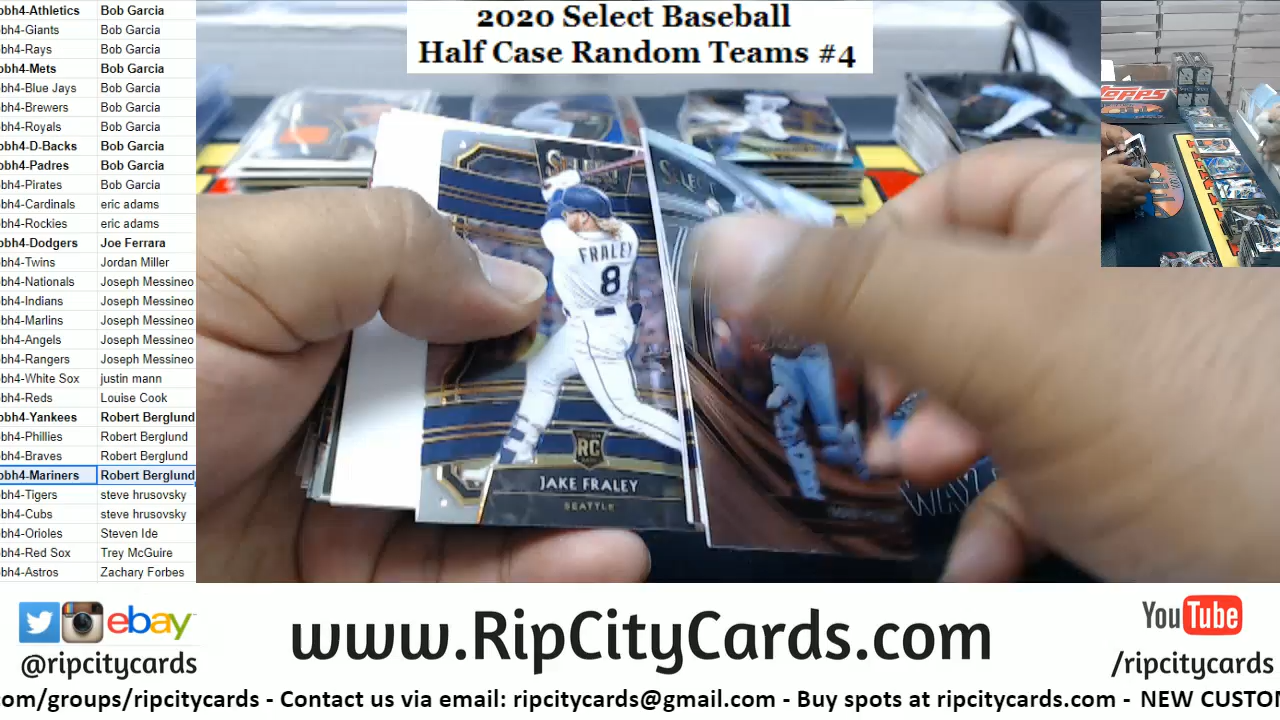 2020 Select Baseball
Half Case Random Teams #4
bh4-Athletics Bob Garcia
bh4-Giants Bob Garcia
bh4-Rays Bob Garcia
bh4-Mets Bob Garcia
bh4-Blue Jays Bob Garcia
bh4-Brewers Bob Garcia
bh4-Royals Bob Garcia
bh4-D-Backs Bob Garcia
bh4-Padres Bob Garcia
bh4-Pirates Bob Garcia
bh4-Cardinals eric adams
bh4-Rockies eric adams
bh4-Dodgers Joe Ferrara
bh4-Twins Jordan Miller
bh4-Nationals Joseph Messineo
bh4-Indians Joseph Messineo
bh4-Marlins Joseph Messineo
bh4-Angels Joseph Messineo
bh4-Rangers Joseph Messineo
bh4-White Sox justin mann
bh4-Reds Louise Cook
bh4-Yankees Robert Berglund
bh4-Phillies Robert Berglund
bh4-Braves Robert Berglund
bh4-Mariners Robert Berglund
bh4-Tigers steve hrusovsky
bh4-Cubs steve hrusovsky
bh4-Orioles Steven Ide
bh4-Red Sox Trey McGuire
bh4-Astros Zachary Forbes
Topps
SELECT
SELECT
FRALEY
8
RC
JAKE FRALEY
SEATTLE
ebay
@ripcitycards
www.RipCityCards.com
YouTube
/ripcitycards
com/groups/ripcitycards - Contact us via email: ripcitycards@gmail.com - Buy spots at ripcitycards.com - NEW CUSTOM